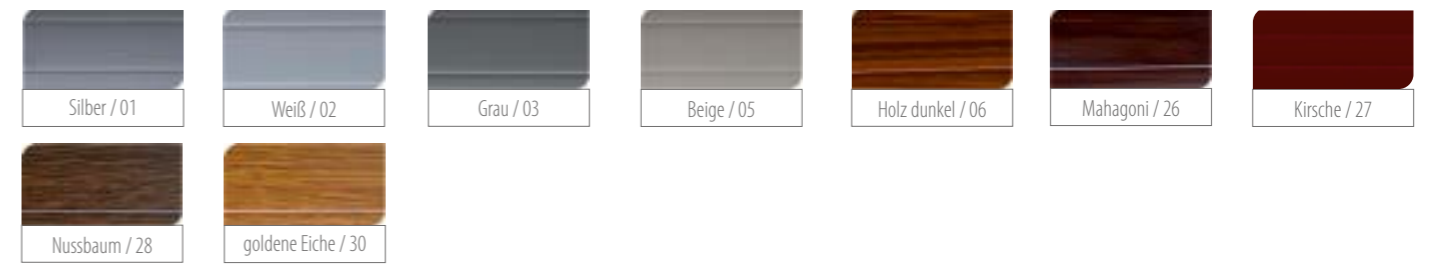 Silber / 01
Weiß / 02
Grau / 03
Beige / 05
Holz dunkel / 06
Mahagoni / 26
Kirsche / 27
Nussbaum / 28
goldene Eiche / 30